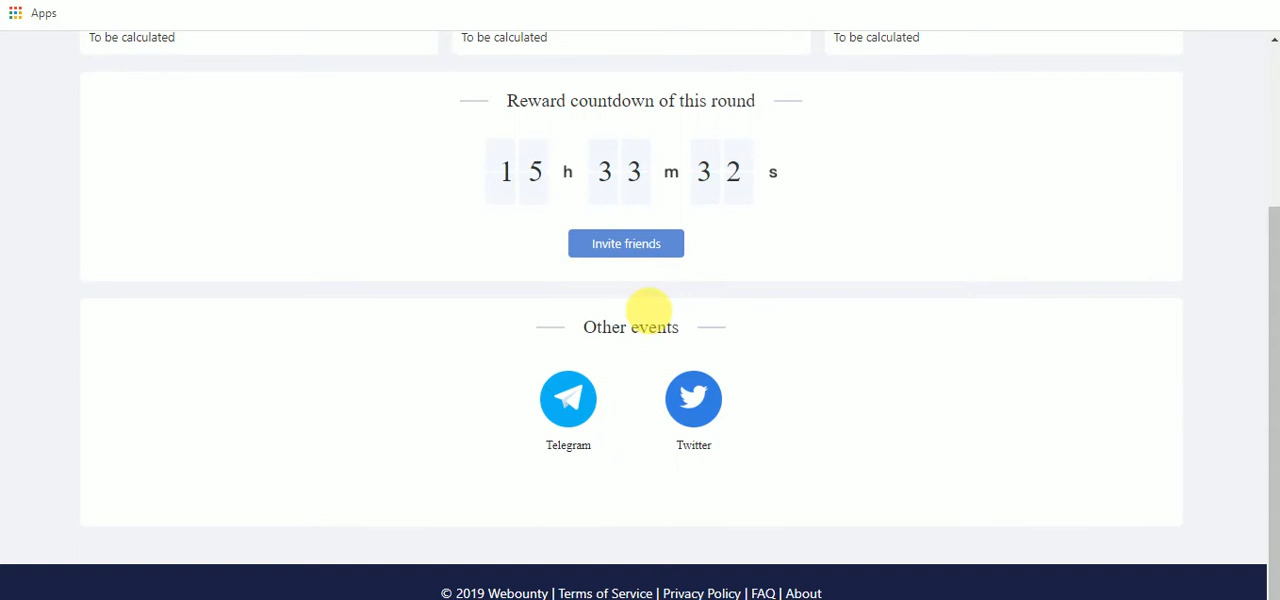 Apps
To be calculated To be calculated To be calculated
Reward countdown of this round
15 h 33 m 32 s
Invite friends
Other events
Telegram Twitter
© 2019 Webounty | Terms of Service | Privacy Policy | FAQ | About